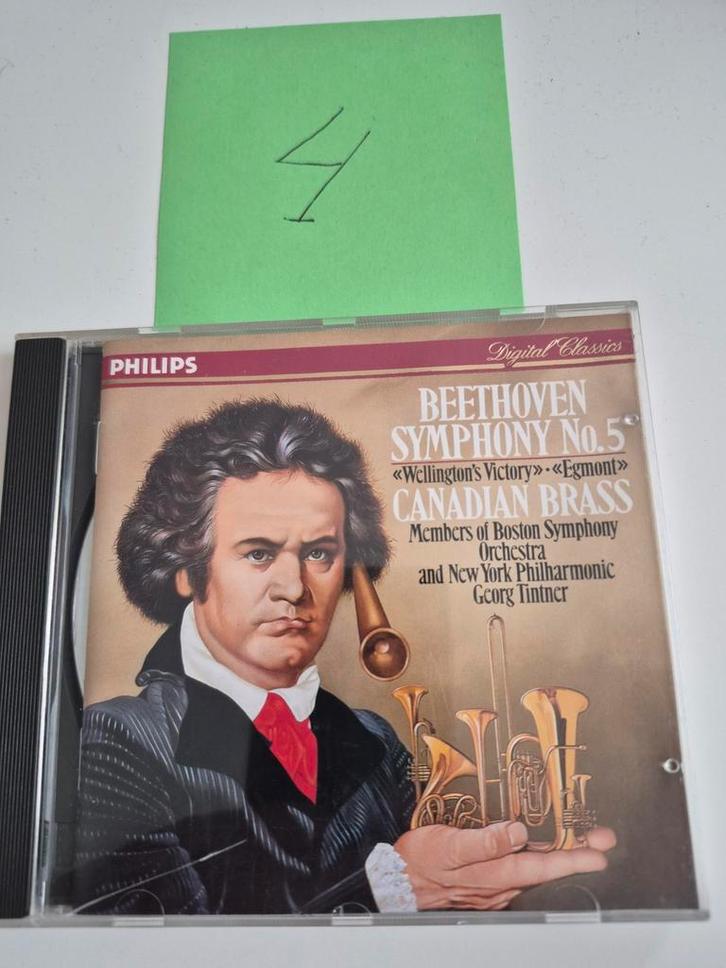 4
PHILIPS
Digital Classics
BEETHOVEN
SYMPHONY No.5
«Wellington's Victory»·«Egmont»
CANADIAN BRASS
Members of Boston Symphony
Orchestra
and New York Philharmonic
Georg Tintner